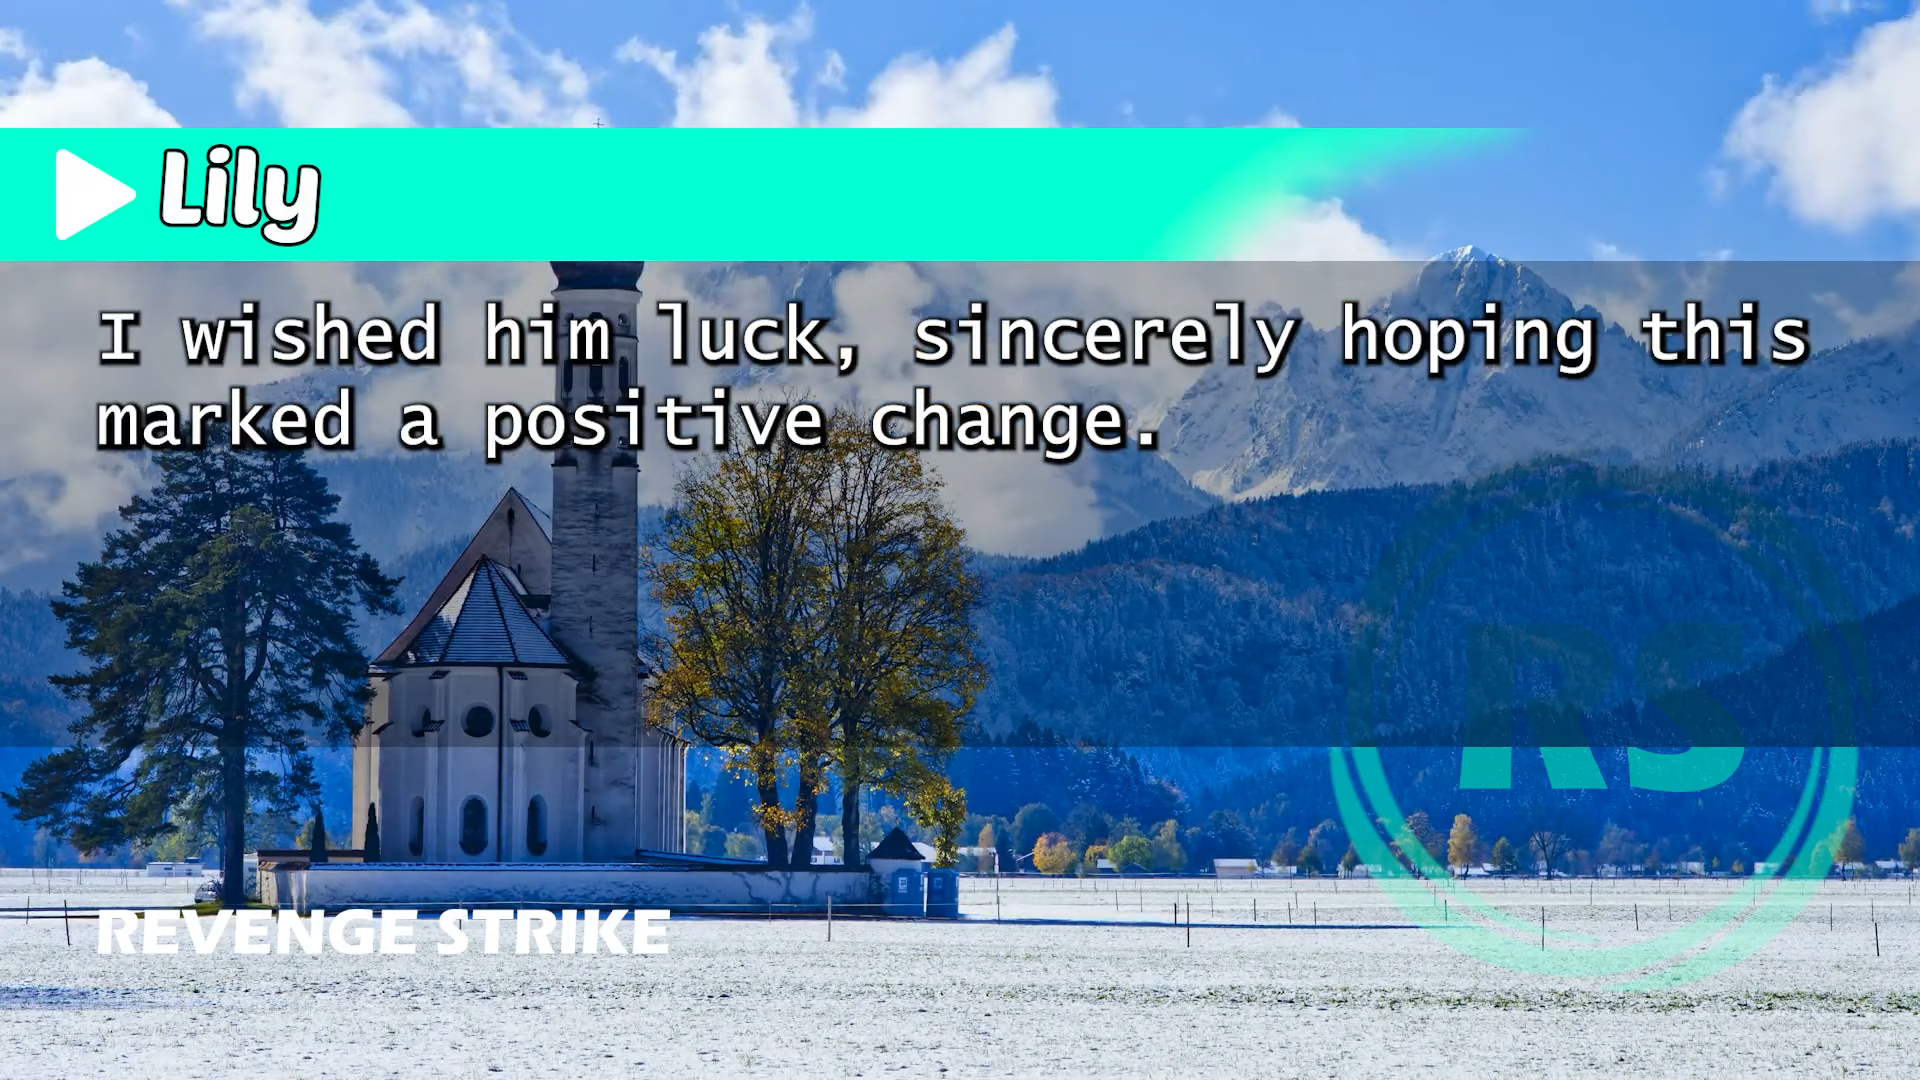 Lily
I wished him luck, sincerely hoping this
marked a positive change.
RS
REVENGE STRIKE